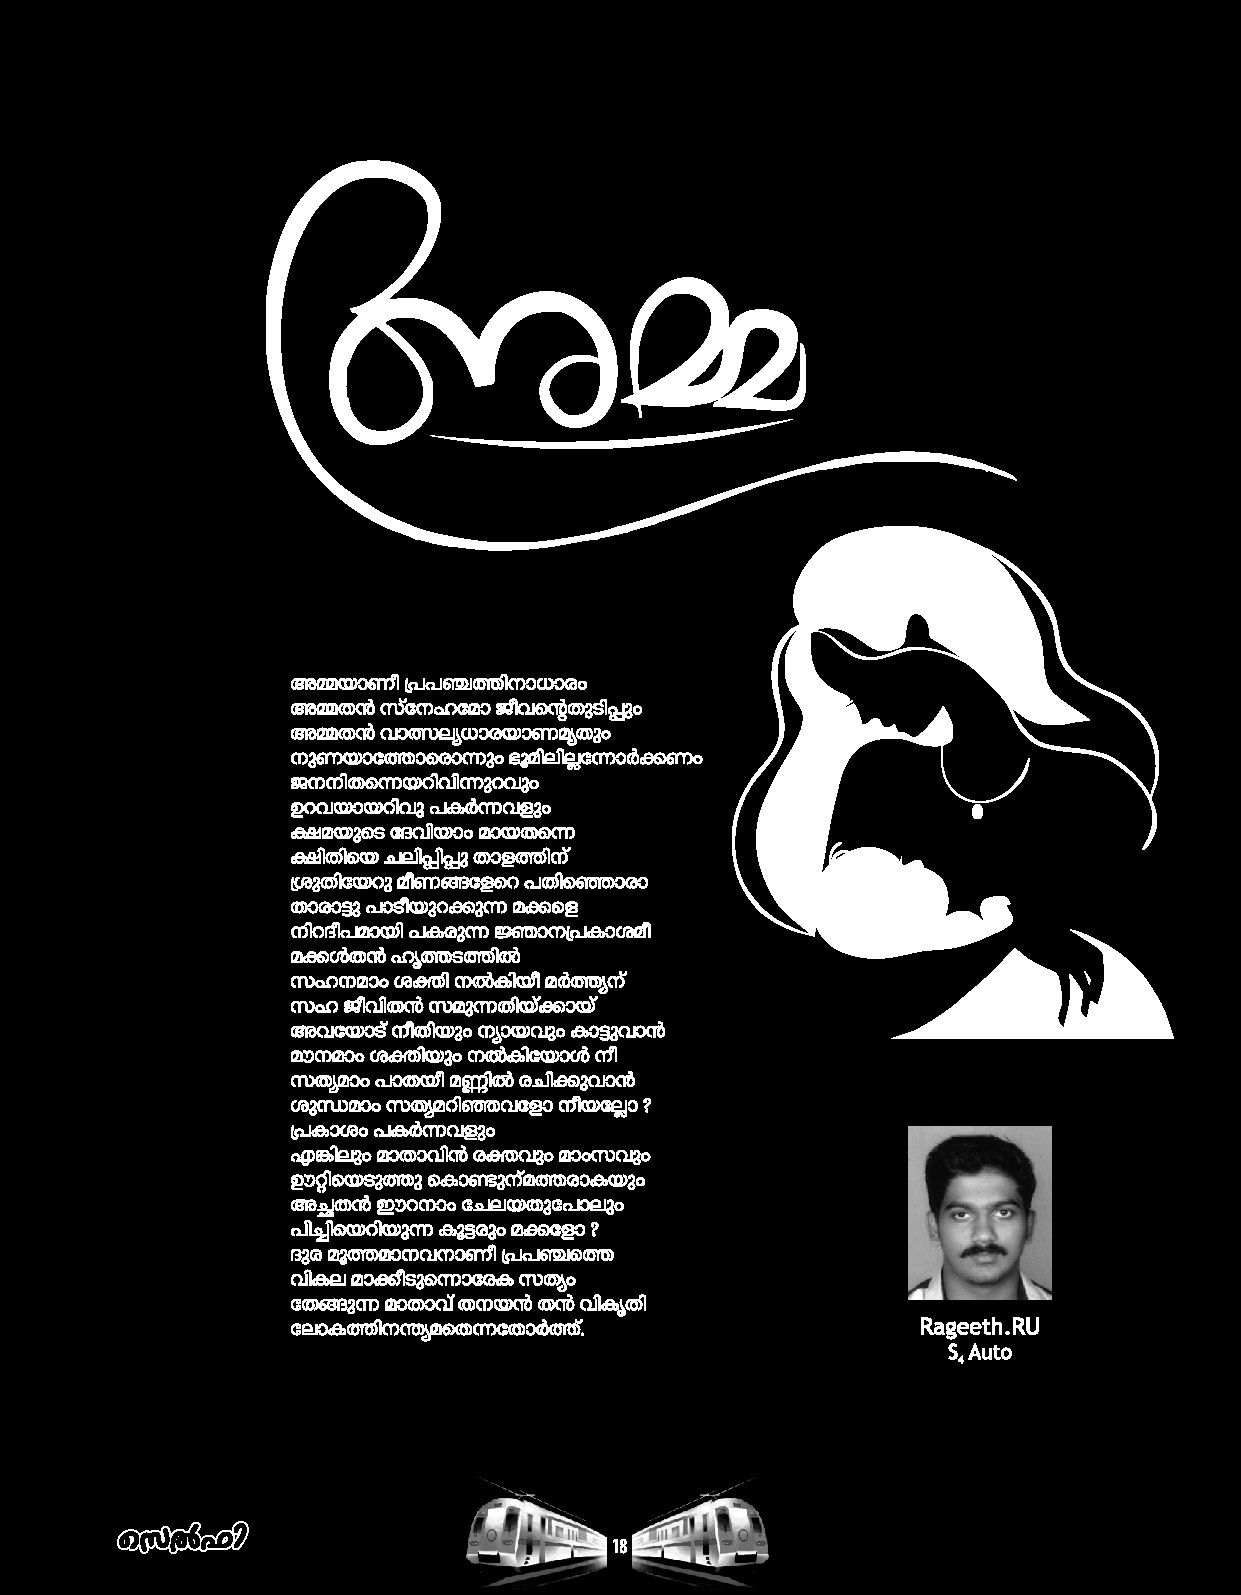 അമ്മ
അമ്മയാണീ പ്രപഞ്ചത്തിനാധാരം
അമ്മതൻ സ്നേഹമോ ജീവന്റെതുടിപ്പും
അമ്മതൻ വാത്സല്യധാരയാണമൃതും
നുണയാത്തോരൊന്നും ഭൂമിലില്ലന്നോർക്കണം
ജനനിതന്നെയറിവിന്നുറവും
ഉറവയായറിവു പകർന്നവളും
ക്ഷമയുടെ ദേവിയാം മായതന്നെ
ക്ഷിതിയെ ചലിപ്പിപ്പു താളത്തിന്
ശ്രുതിയേറു മീണങ്ങളേറെ പതിഞ്ഞൊരാ
താരാട്ടു പാടീയുറക്കുന്ന മക്കളെ
നിറദീപമായി പകരുന്ന ജ്ഞാനപ്രകാശമീ
മക്കൾതൻ ഹൃത്തടത്തിൽ
സഹനമാം ശക്തി നൽകിയീ മർത്ത്യന്
സഹ ജീവിതൻ സമുന്നതിയ്ക്കായ്
അവയോട് നീതിയും ന്യായവും കാട്ടുവാൻ
മൗനമാം ശക്തിയും നൽകിയോൾ നീ
സത്യമാം പാതയീ മണ്ണിൽ രചിക്കുവാൻ
ശുന്ധമാം സത്യമറിഞ്ഞവളോ നീയല്ലോ ?
പ്രകാശം പകർന്നവളും
എങ്കിലും മാതാവിൻ രക്തവും മാംസവും
ഊറ്റിയെടുത്തു കൊണ്ടുന്മത്തരാകയും
അച്ഛതൻ ഈറനാം ചേലയതുപോലും
പിച്ചിയെറിയുന്ന കൂട്ടരും മക്കളോ ?
ദുര മൂത്തമാനവനാണീ പ്രപഞ്ചത്തെ
വികല മാക്കീടുന്നൊരേക സത്യം
തേങ്ങുന്ന മാതാവ് തനയൻ തൻ വികൃതി
ലോകത്തിനന്ത്യമതെന്നതോർത്ത്.
Rageeth.RU
S4 Auto
സെൽഫി
18